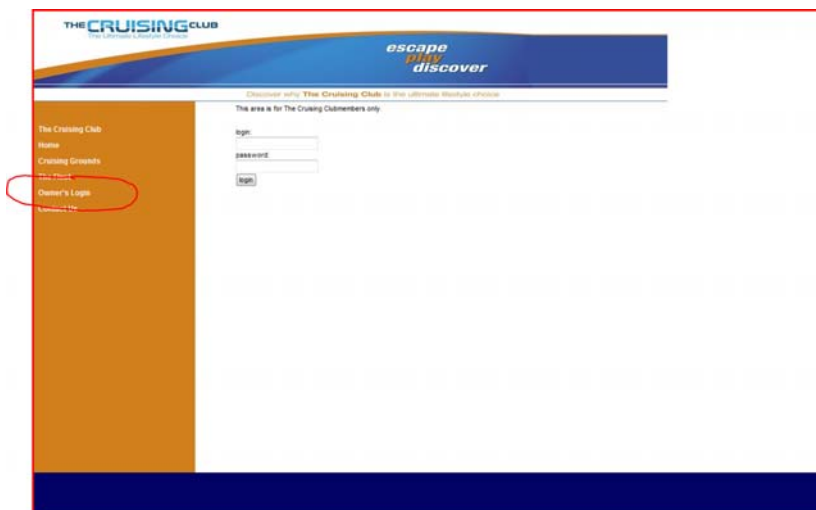 THE CRUISING CLUB
The Ultimate Lifestyle Choice
escape
play
discover
Discover why The Cruising Club is the ultimate lifestyle choice
This area is for The Cruising Clubmembers only.
The Cruising Club
Home
Cruising Grounds
The Fleet
Owner's Login
Contact Us
login:
password:
login